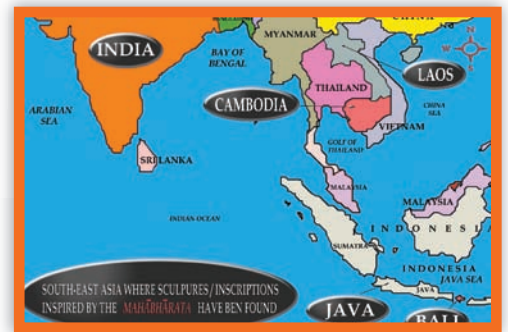 CHINA
INDIA
MYANMAR
BAY OF
BENGAL
LAOS
THAILAND
ARABIAN
SEA
CAMBODIA
CHINA
SEA
VIETNAM
GOLF OF
THAILAND
SRI LANKA
MALAYSIA
MALAYSIA
INDIAN OCEAN
INDONESI
SUMATRA
INDONESIA
JAVA SEA
JAVA
SOUTH-EAST ASIA WHERE SCULPURES / INSCRIPTIONS
INSPIRED BY THE MAHĀBHĀRATA HAVE BEN FOUND
JAVA
BALI
N
W
E
S